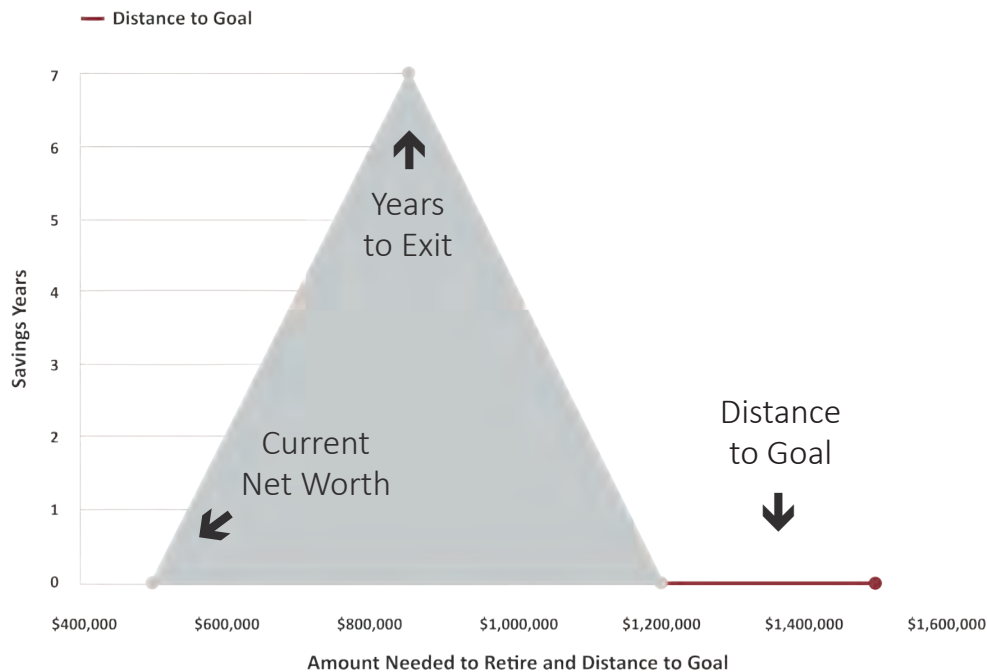 Distance to Goal
7
6
5
4
3
2
1
0
Savings Years
Years
to Exit
Current
Net Worth
Distance
to Goal
$400,000
$600,000
$800,000
$1,000,000
$1,200,000
$1,400,000
$1,600,000
Amount Needed to Retire and Distance to Goal